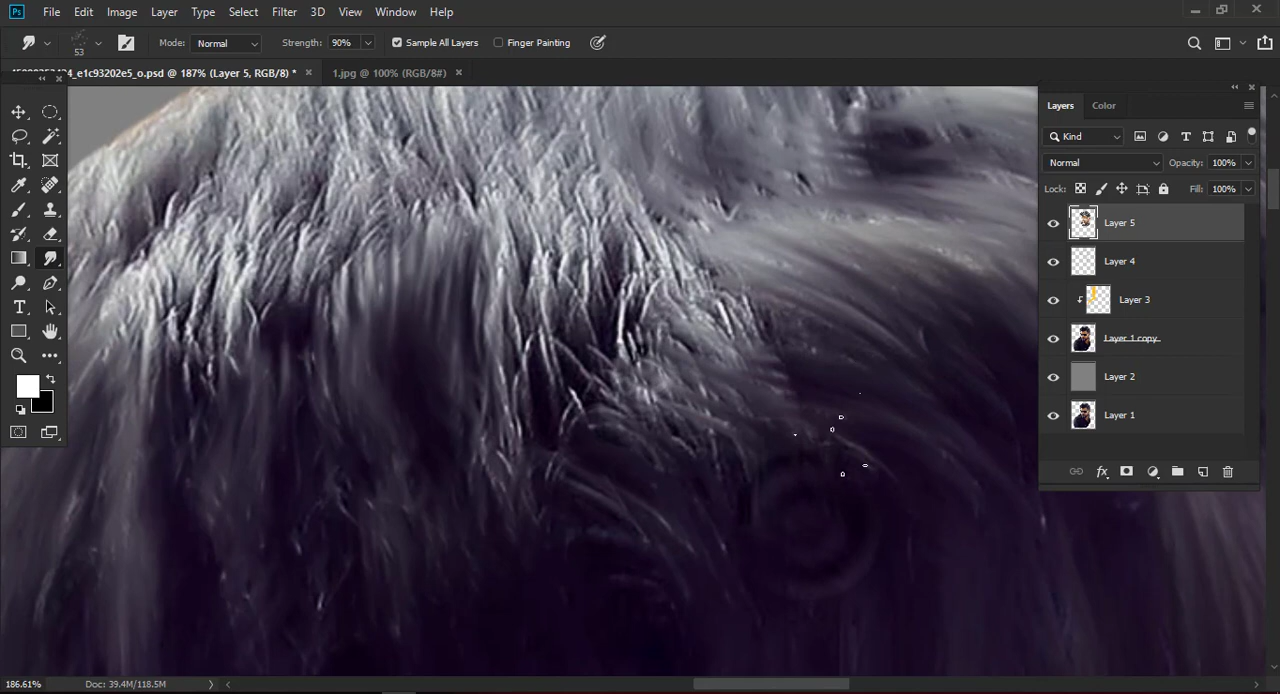 Ps File Edit Image Layer Type Select Filter 3D View Window Help
53 Mode: Normal Strength: 90% Sample All Layers Finger Painting
_e1c93202e5_o.psd @ 187% (Layer 5, RGB/8) * 1.jpg @ 100% (RGB/8#)
Layers Color
Kind
Normal Opacity: 100%
Lock: Fill: 100%
Layer 5
Layer 4
Layer 3
Layer 1 copy
Layer 2
Layer 1
fx
186.61% Doc: 39.4M/118.5M